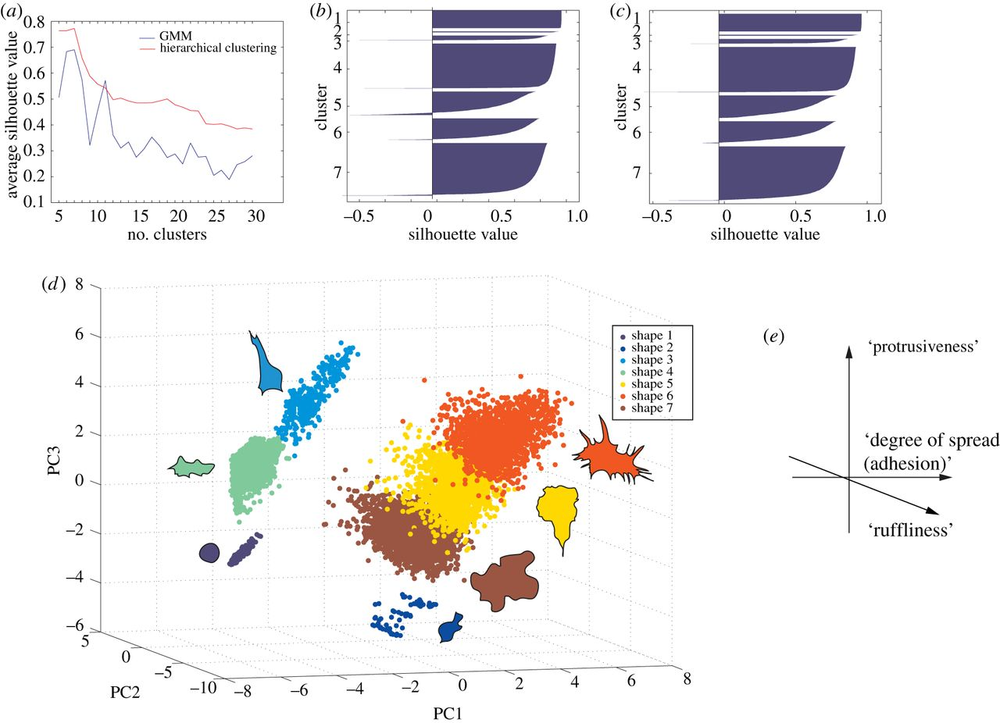 (a)
0.8
0.7
0.6
0.5
0.4
0.3
0.2
0.1
average silhouette value
GMM
hierarchical clustering
5 10 15 20 25 30
no. clusters
(b)
1
2
3
4
5
6
7
cluster
−0.5 0 0.5 1.0
silhouette value
(c)
1
2
3
4
5
6
7
cluster
−0.5 0 0.5 1.0
silhouette value
(d)
8
6
4
2
0
−2
−4
−6
PC3
5
0
−5
−10
PC2
−8 −6 −4 −2 0 2 4 6 8
PC1
shape 1
shape 2
shape 3
shape 4
shape 5
shape 6
shape 7
(e)
‘protrusiveness’
‘degree of spread
(adhesion)’
‘ruffliness’